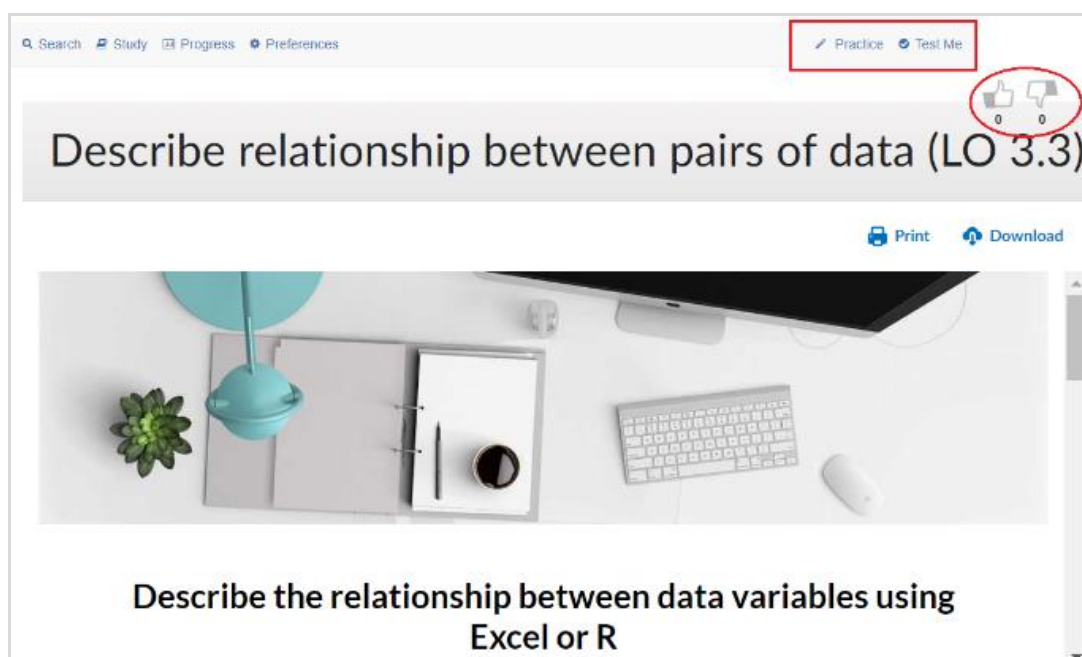 Search Study Progress Preferences Practice Test Me
0 0
Describe relationship between pairs of data (LO 3.3)
Print Download
Describe the relationship between data variables using
Excel or R